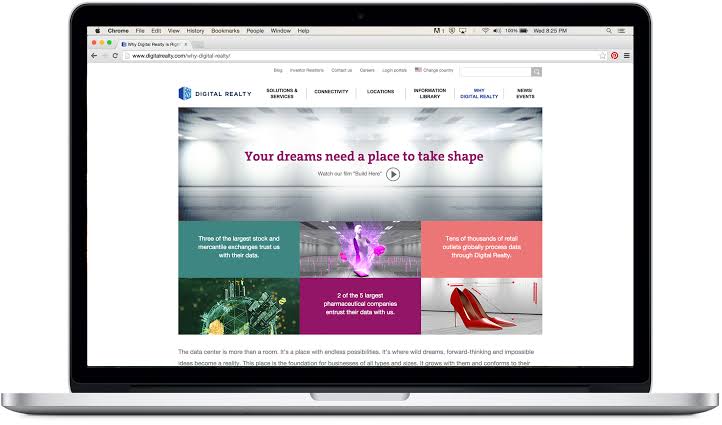 Chrome File Edit View History Bookmarks People Window Help
100% Wed 8:25 PM
Why Digital Realty is Right
www.digitalrealty.com/why-digital-realty/
Blog Investor Relations Contact us Careers Login portals Change country
DIGITAL REALTY
SOLUTIONS &
SERVICES
CONNECTIVITY
LOCATIONS
INFORMATION
LIBRARY
WHY
DIGITAL REALTY
NEWS/
EVENTS
Your dreams need a place to take shape
Watch our film "Build Here"
Three of the largest stock and
mercantile exchanges trust us
with their data.
Tens of thousands of retail
outlets globally process data
through Digital Realty.
2 of the 5 largest
pharmaceutical companies
entrust their data with us.
The data center is more than a room. It's a place with endless possibilities. It's where wild dreams, forward-thinking and impossible
ideas become a reality. This place is the foundation for businesses of all types and sizes. It grows with them and conforms to their